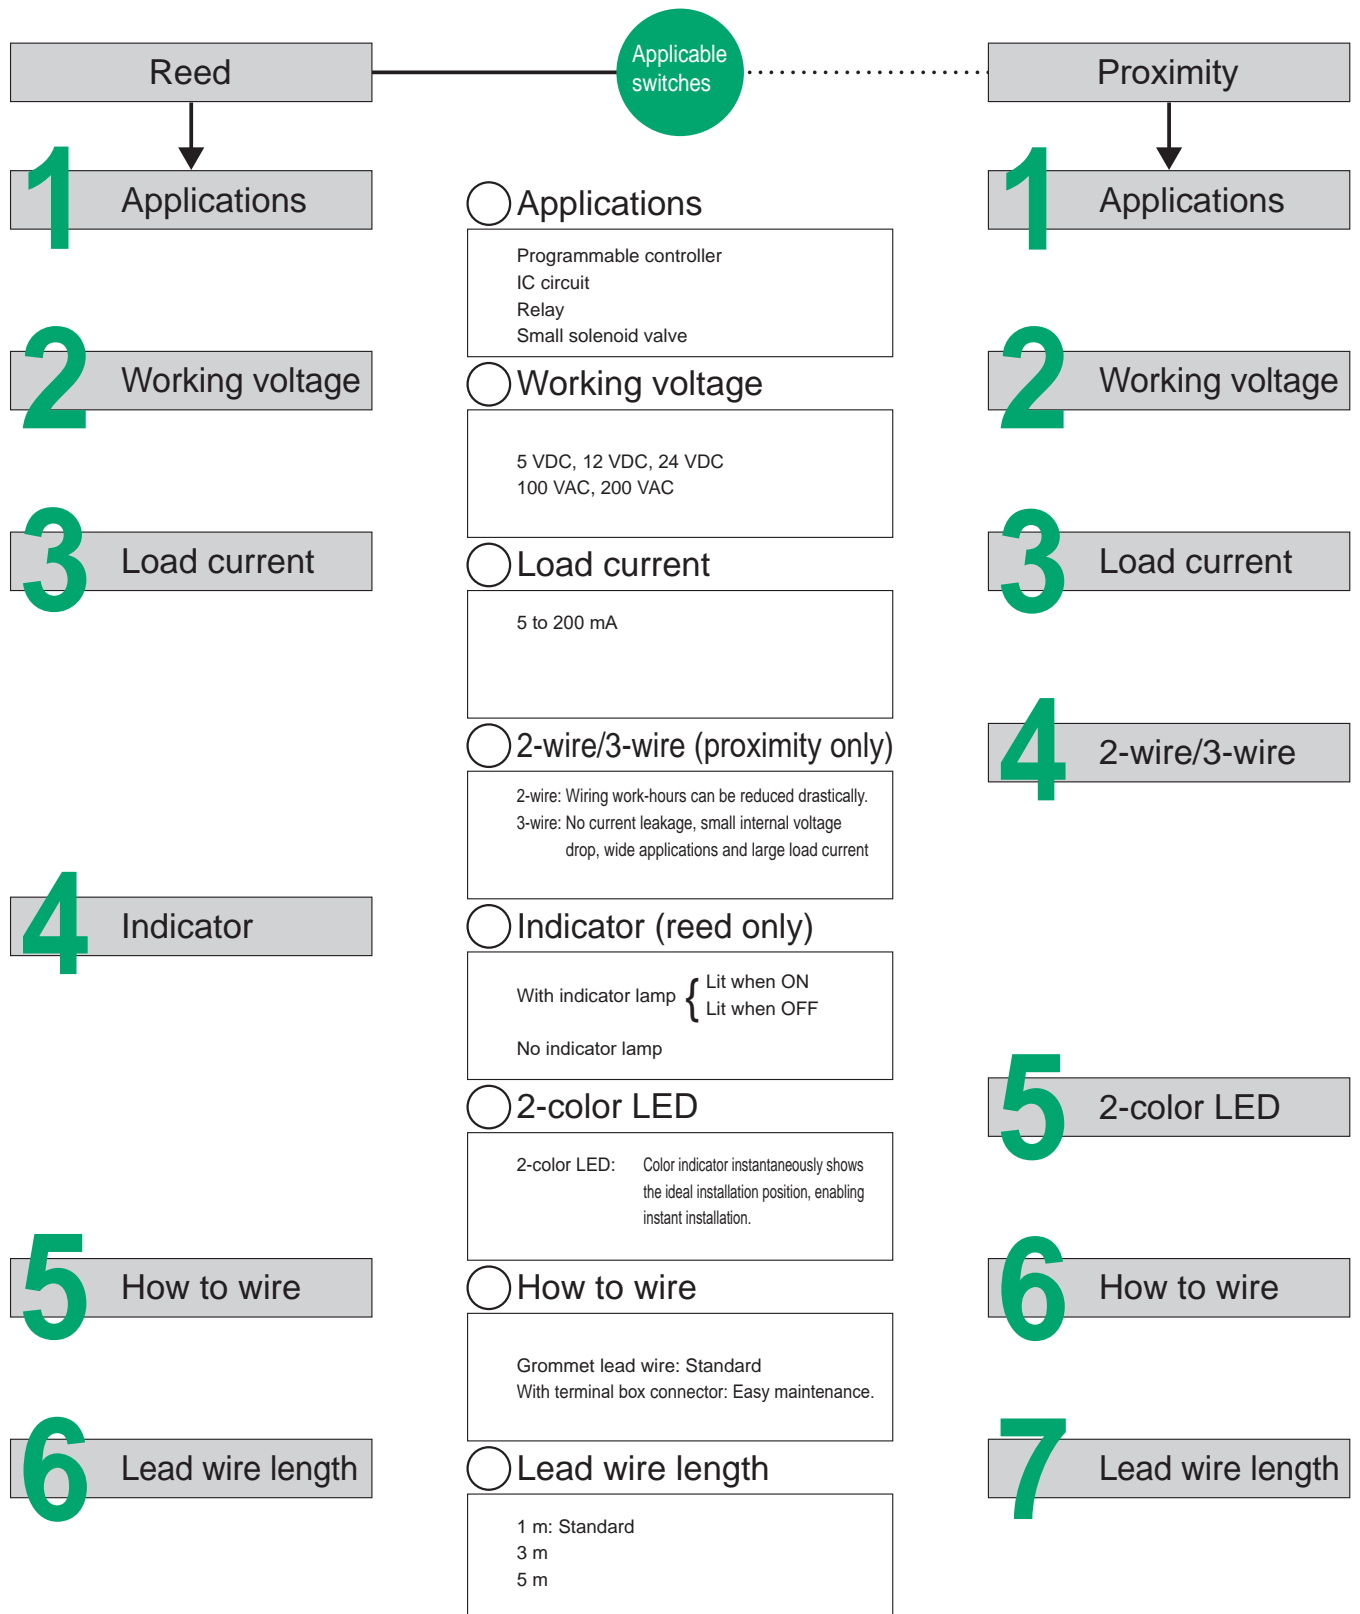 Reed
Applicable
switches
Proximity
1
Applications
Applications
Programmable controller
IC circuit
Relay
Small solenoid valve
1
Applications
2
Working voltage
Working voltage
5 VDC, 12 VDC, 24 VDC
100 VAC, 200 VAC
2
Working voltage
3
Load current
Load current
5 to 200 mA
3
Load current
2-wire/3-wire (proximity only)
2-wire: Wiring work-hours can be reduced drastically.
3-wire: No current leakage, small internal voltage
drop, wide applications and large load current
4
2-wire/3-wire
4
Indicator
Indicator (reed only)
With indicator lamp { Lit when ON
Lit when OFF
No indicator lamp
2-color LED
2-color LED: Color indicator instantaneously shows
the ideal installation position, enabling
instant installation.
5
2-color LED
5
How to wire
How to wire
Grommet lead wire: Standard
With terminal box connector: Easy maintenance.
6
How to wire
6
Lead wire length
Lead wire length
1 m: Standard
3 m
5 m
7
Lead wire length